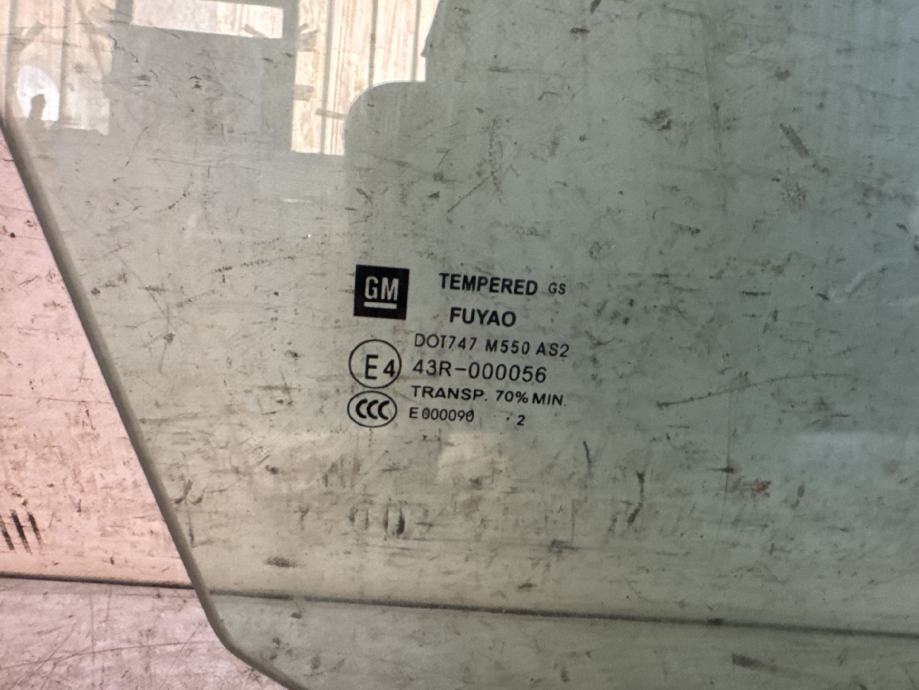 GM TEMPERED GS
FUYAO
DOT747 M550 AS2
E4 43R-000056
TRANSP. 70% MIN.
CCC E000090 · 2